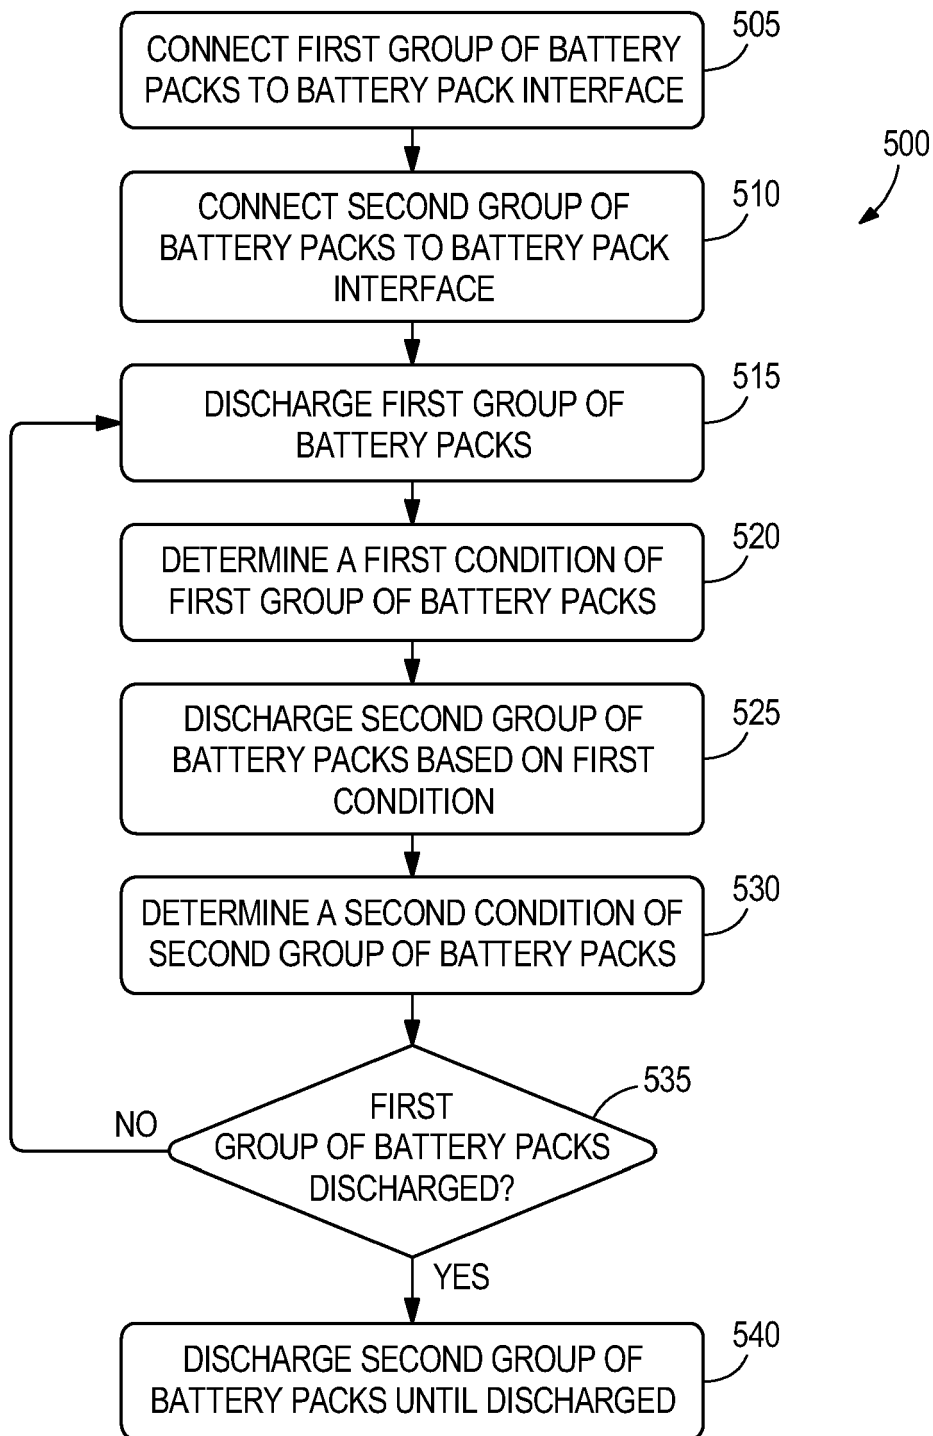 505
CONNECT FIRST GROUP OF BATTERY
PACKS TO BATTERY PACK INTERFACE
500
510
CONNECT SECOND GROUP OF
BATTERY PACKS TO BATTERY PACK
INTERFACE
515
DISCHARGE FIRST GROUP OF
BATTERY PACKS
520
DETERMINE A FIRST CONDITION OF
FIRST GROUP OF BATTERY PACKS
525
DISCHARGE SECOND GROUP OF
BATTERY PACKS BASED ON FIRST
CONDITION
530
DETERMINE A SECOND CONDITION OF
SECOND GROUP OF BATTERY PACKS
535
FIRST
GROUP OF BATTERY PACKS
DISCHARGED?
NO
YES
540
DISCHARGE SECOND GROUP OF
BATTERY PACKS UNTIL DISCHARGED